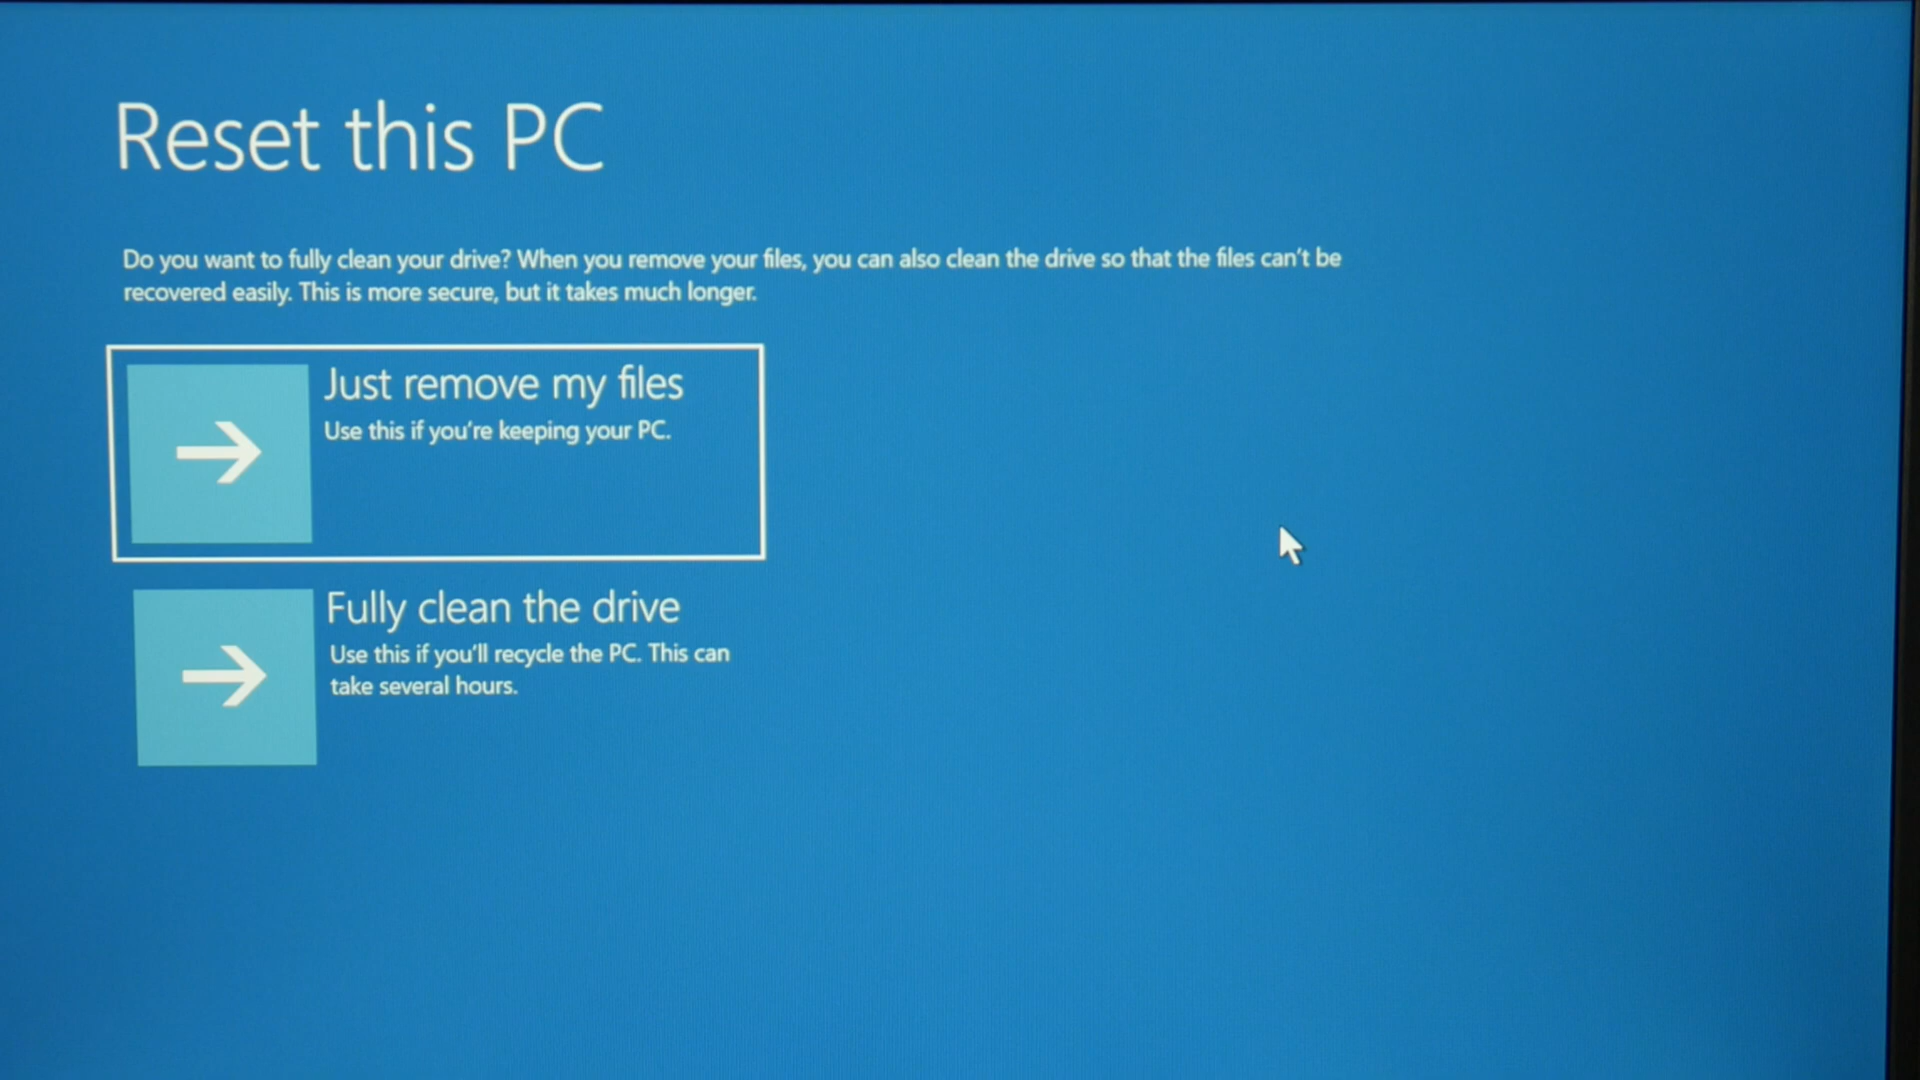 Reset this PC
Do you want to fully clean your drive? When you remove your files, you can also clean the drive so that the files can't be
recovered easily. This is more secure, but it takes much longer.
Just remove my files
Use this if you're keeping your PC.
Fully clean the drive
Use this if you'll recycle the PC. This can
take several hours.